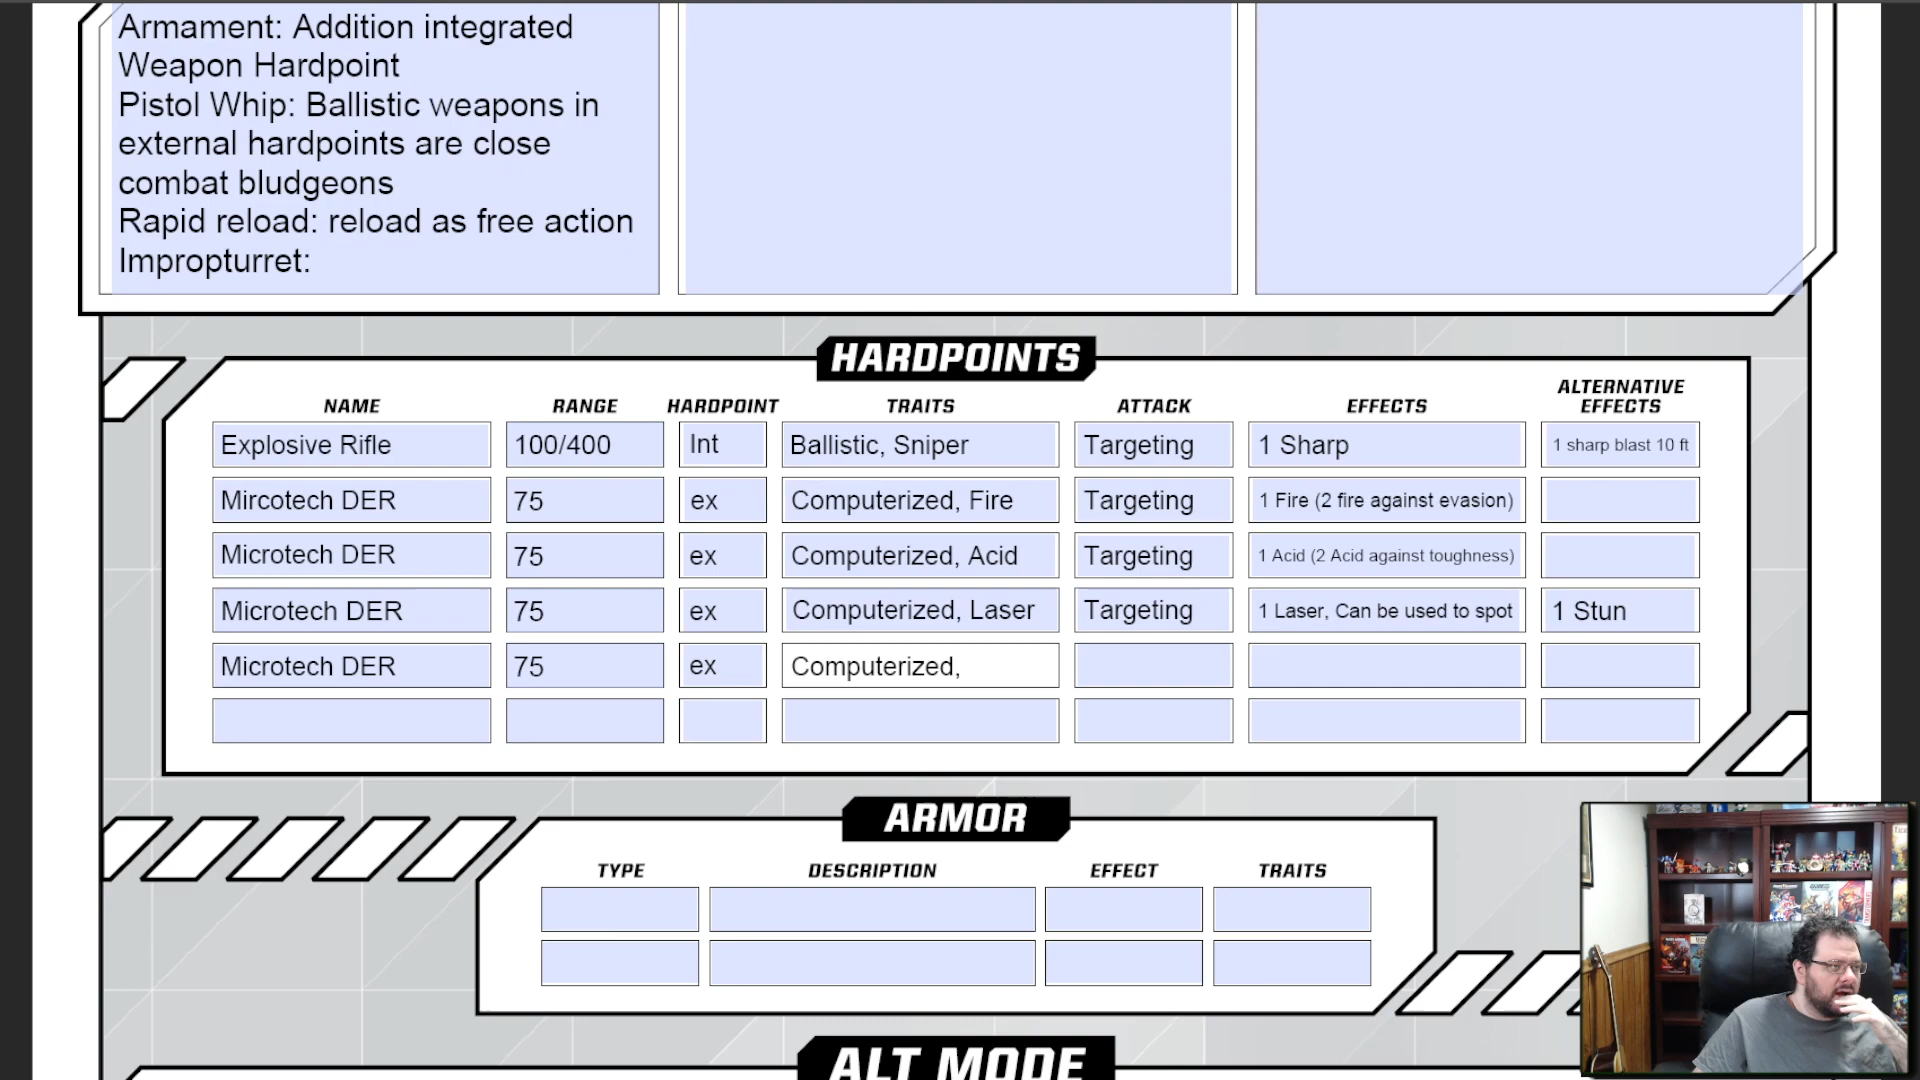 Armament: Addition integrated
Weapon Hardpoint
Pistol Whip: Ballistic weapons in
external hardpoints are close
combat bludgeons
Rapid reload: reload as free action
Impropturret:
HARDPOINTS
NAME RANGE HARDPOINT TRAITS ATTACK EFFECTS ALTERNATIVE EFFECTS
Explosive Rifle 100/400 Int Ballistic, Sniper Targeting 1 Sharp 1 sharp blast 10 ft
Mircotech DER 75 ex Computerized, Fire Targeting 1 Fire (2 fire against evasion)
Microtech DER 75 ex Computerized, Acid Targeting 1 Acid (2 Acid against toughness)
Microtech DER 75 ex Computerized, Laser Targeting 1 Laser, Can be used to spot 1 Stun
Microtech DER 75 ex Computerized,
ARMOR
TYPE DESCRIPTION EFFECT TRAITS
ALT MODE